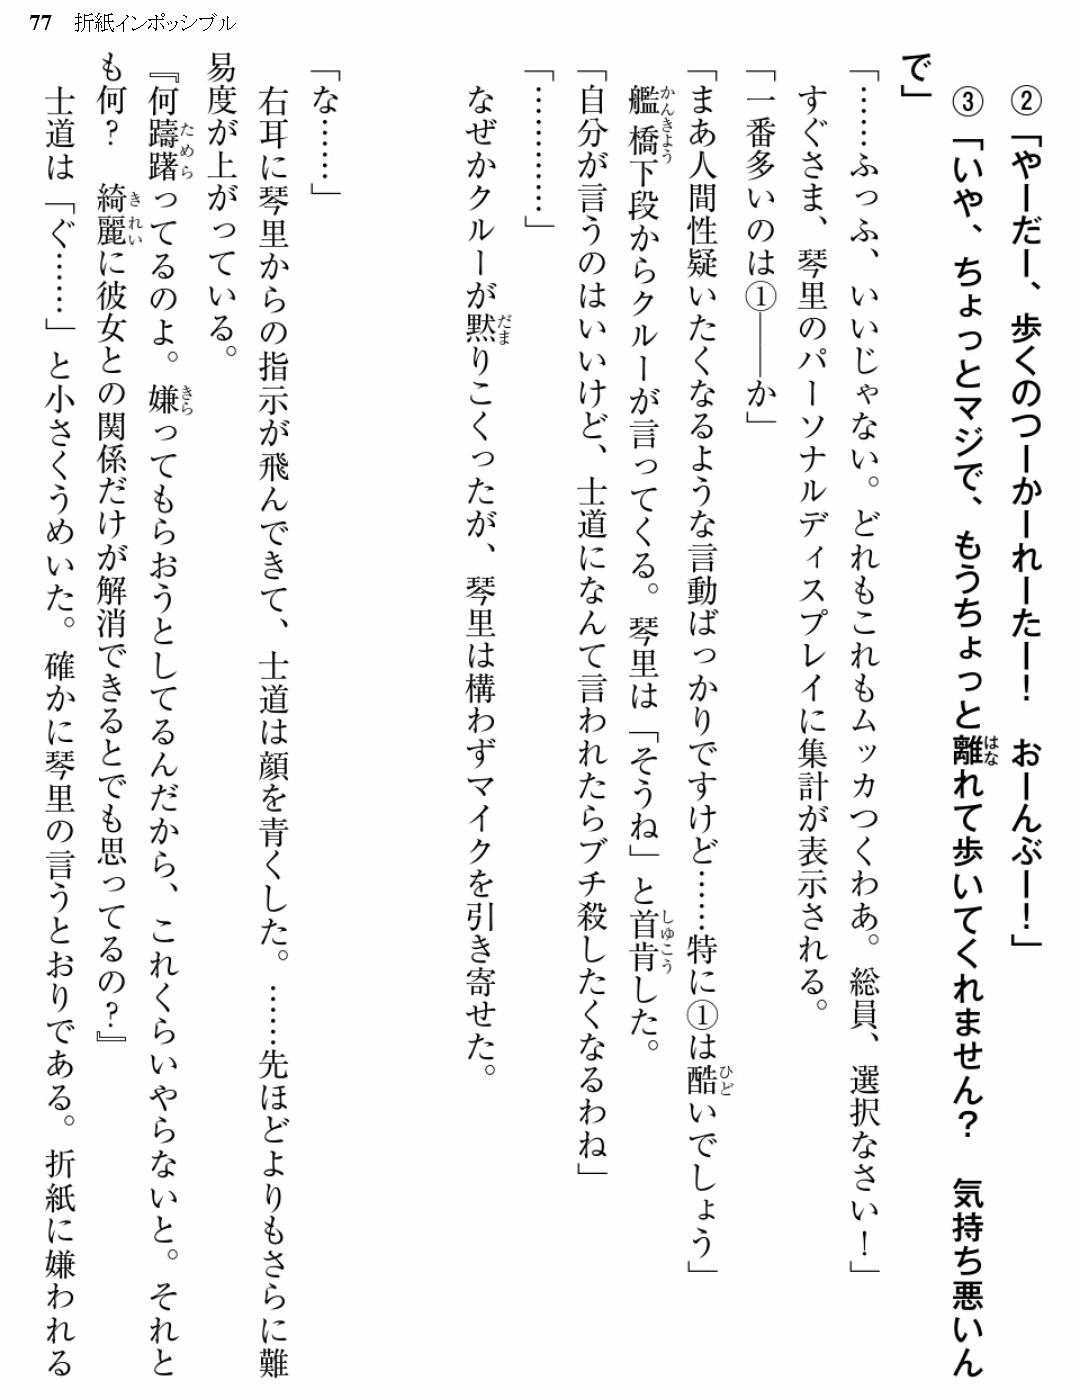 77 折紙インポッシブル
②「やーだー、歩くのつーかーれーたーー！　おーんぶーー！」
③「いや、ちょっとマジで、もうちょっと離れて歩いてくれません？　気持ち悪いん
で」
「……ふっふ、いいじゃない。どれもこれもムッカつくわあ。総員、選択なさい！」
すぐさま、琴里のパーソナルディスプレイに集計が表示される。
「一番多いのは①――か」
「まあ人間性疑いたくなるような言動ばっかりですけど……特に①は酷いでしょう」
艦橋下段からクルーが言ってくる。琴里は「そうね」と首肯した。
「自分が言うのはいいけど、士道になんて言われたらブチ殺したくなるわね」
「…………」
なぜかクルーが黙りこくったが、琴里は構わずマイクを引き寄せた。
「な……」
右耳に琴里からの指示が飛んできて、士道は顔を青くした。……先ほどよりもさらに難
易度が上がっている。
『何躊躇ってるのよ。嫌ってもらおうとしてるんだから、これくらいやらないと。それと
も何？　綺麗に彼女との関係だけが解消できるとでも思ってるの？』
士道は「ぐ……」と小さくうめいた。確かに琴里の言うとおりである。折紙に嫌われる